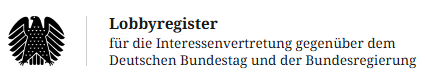 Lobbyregister
für die Interessenvertretung gegenüber dem
Deutschen Bundestag und der Bundesregierung